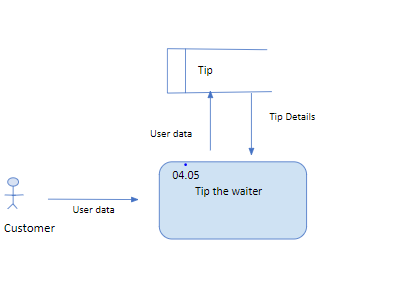 Tip
Tip Details
User data
04.05
Tip the waiter
User data
Customer